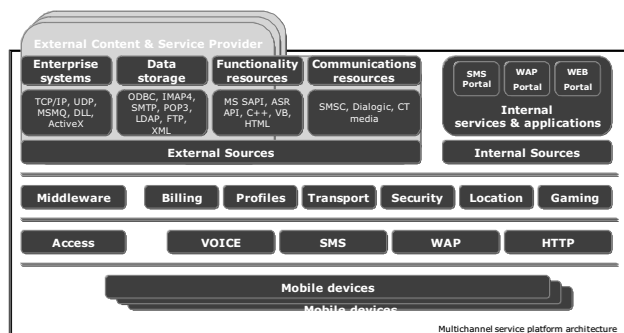 External Content & Service Provider
Enterprise systems
Data storage
Functionality resources
Communications resources
TCP/IP, UDP,
MSMQ, DLL,
ActiveX
ODBC, IMAP4,
SMTP, POP3,
LDAP, FTP,
XML
MS SAPI, ASR
API, C++, VB,
HTML
SMSC, Dialogic, CT
media
External Sources
SMS
Portal
WAP
Portal
WEB
Portal
Internal
services & applications
Internal Sources
Middleware
Billing
Profiles
Transport
Security
Location
Gaming
Access
VOICE
SMS
WAP
HTTP
Mobile devices
Mobile devices
Multichannel service platform architecture